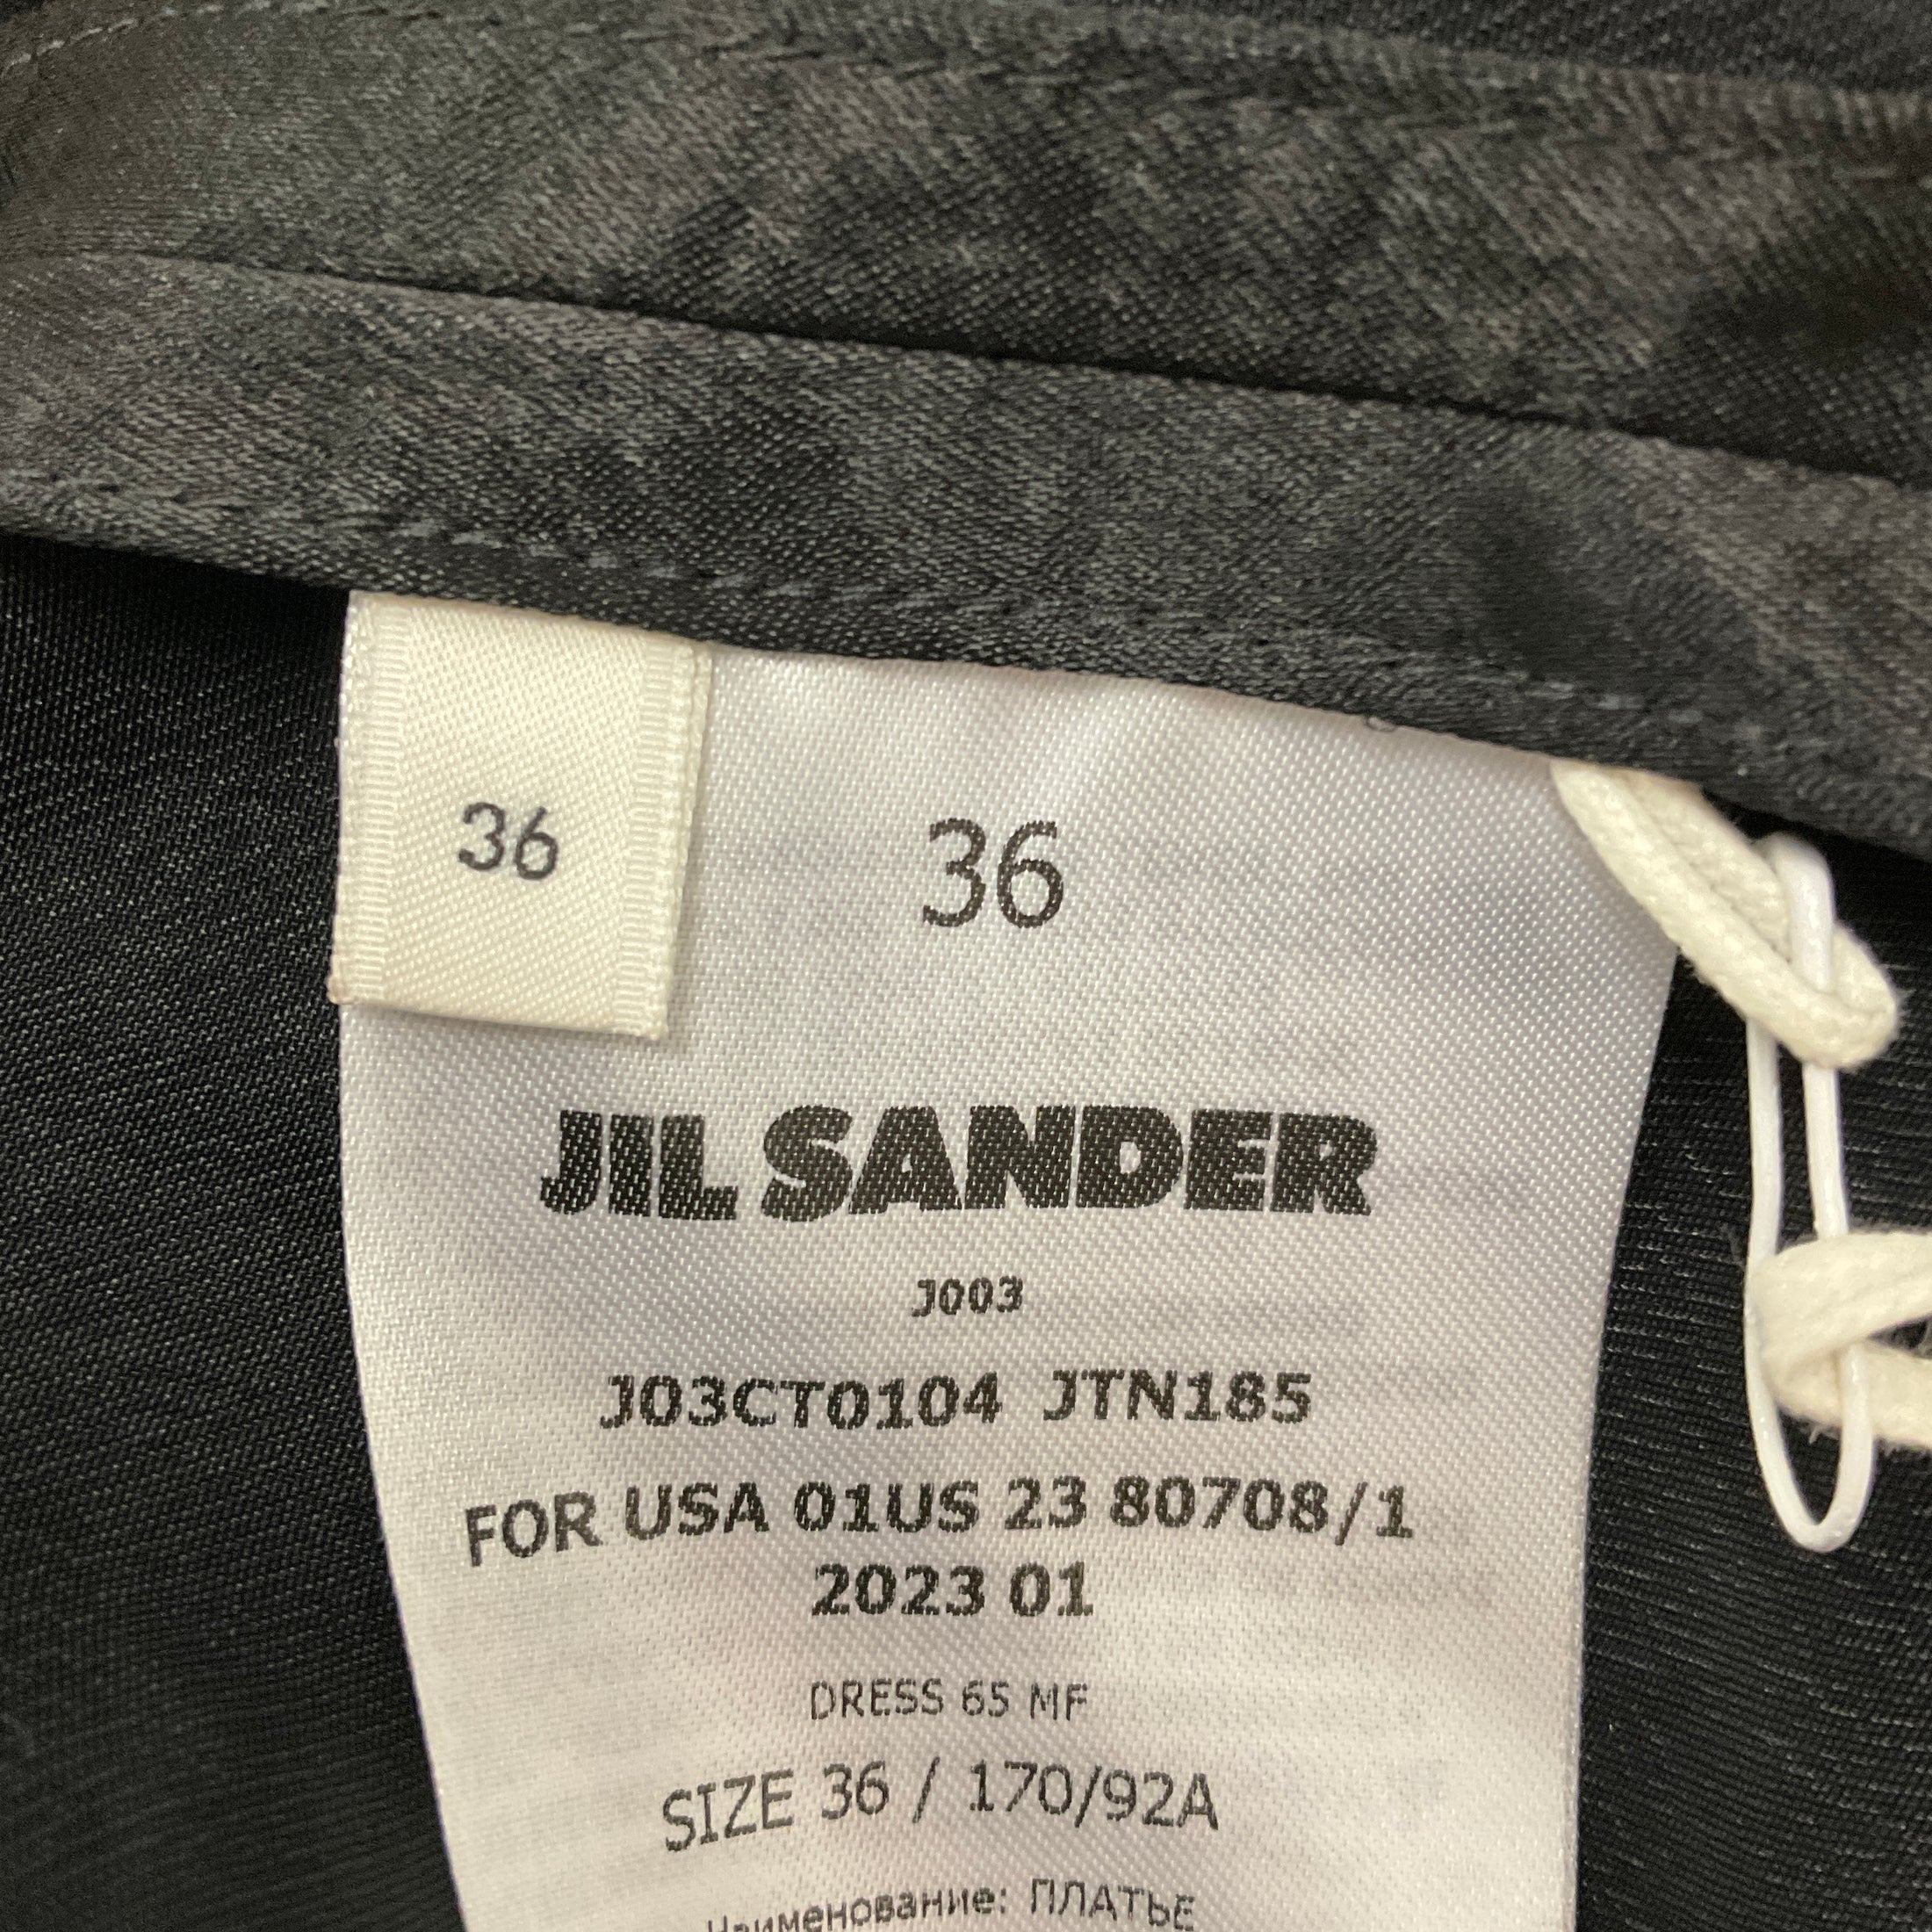 36
36
JIL SANDER
J003
J03CT0104 JTN185
FOR USA 01US 23 80708/1
2023 01
DRESS 65 MF
SIZE 36 / 170/92A
Наименование: ПЛАТЬЕ